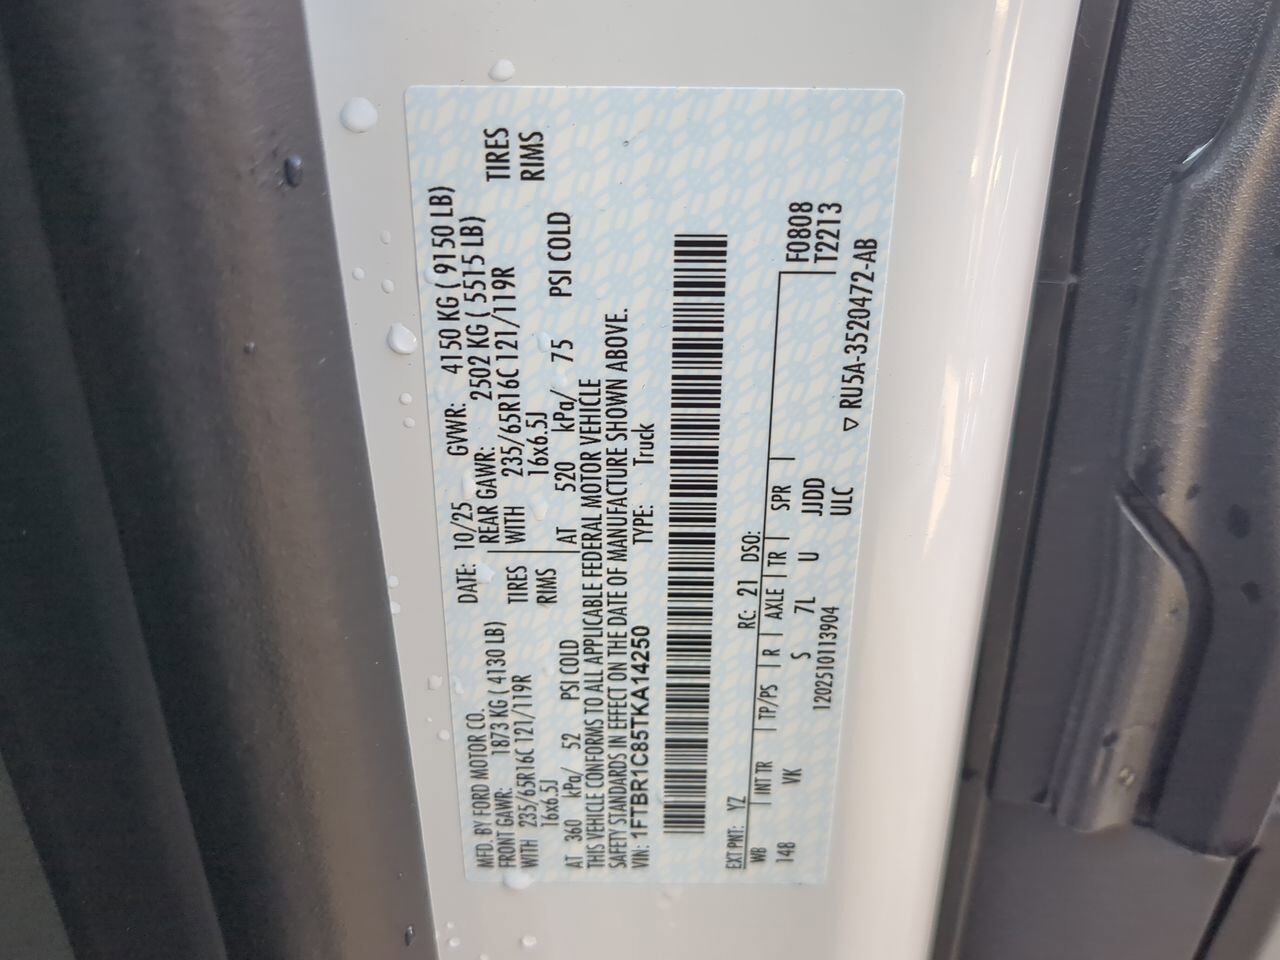 MFD. BY FORD MOTOR CO.
DATE: 10/25 GVWR: 4150 KG ( 9150 LB)
FRONT GAWR: 1873 KG ( 4130 LB)
REAR GAWR: 2502 KG ( 5515 LB)
WITH 235/65R16C 121/119R TIRES
WITH 235/65R16C 121/119R TIRES
16x6.5J RIMS
16x6.5J RIMS
AT 360 kPa/ 52 PSI COLD
AT 520 kPa/ 75 PSI COLD
THIS VEHICLE CONFORMS TO ALL APPLICABLE FEDERAL MOTOR VEHICLE
SAFETY STANDARDS IN EFFECT ON THE DATE OF MANUFACTURE SHOWN ABOVE.
VIN: 1FTBR1C85TKA14250 TYPE: Truck
EXT PNT: YZ RC: 21 DSO:
WB INT TR TP/PS R AXLE TR SPR F0808
148 VK S 7L U JJDD T2213
12025101139​04 ULC
▽ RU5A-3520472-AB